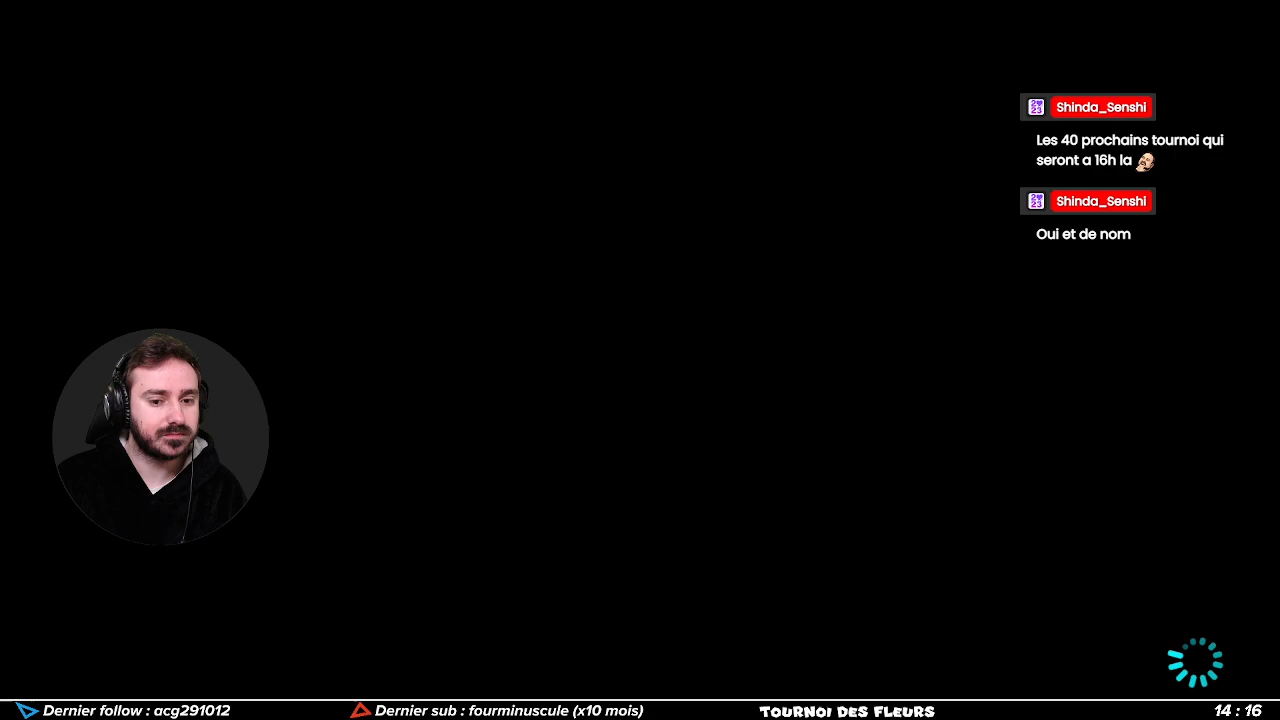 Shinda_Senshi
Les 40 prochains tournoi qui
seront a 16h la
Shinda_Senshi
Oui et de nom
Dernier follow : acg291012
Dernier sub : fourminuscule (x10 mois)
TOURNOI DES FLEURS
14 : 16